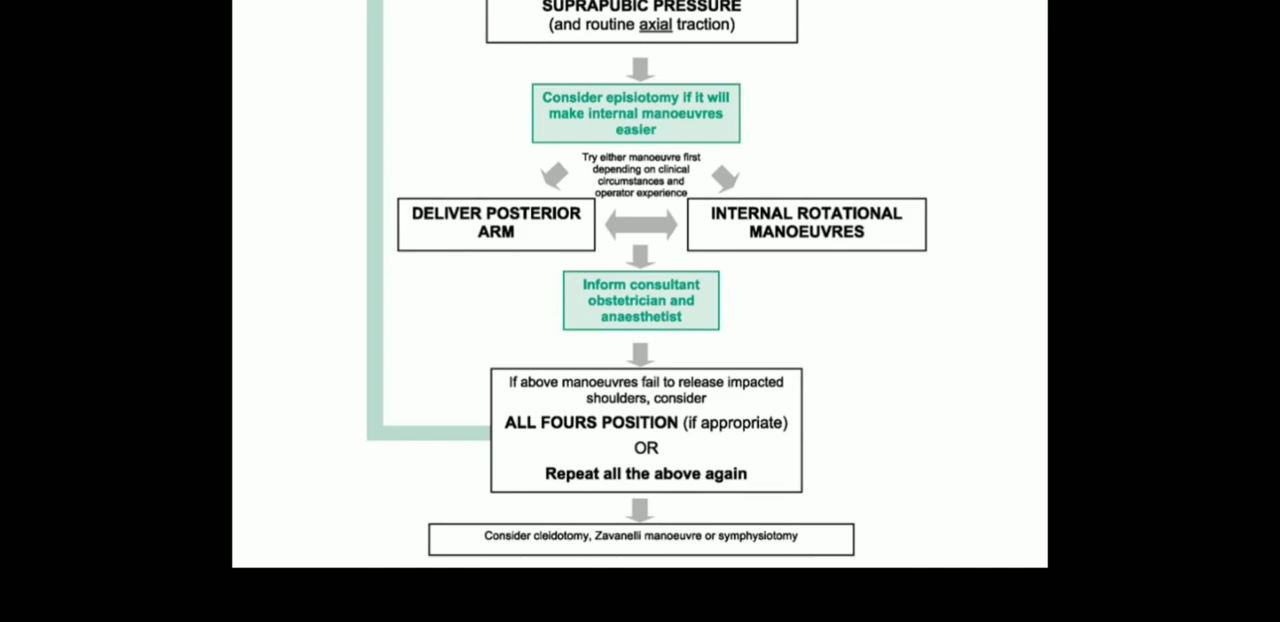 SUPRAPUBIC PRESSURE
(and routine axial traction)
Consider episiotomy if it will
make internal manoeuvres
easier
Try either manoeuvre first
depending on clinical
circumstances and
operator experience
DELIVER POSTERIOR
ARM
INTERNAL ROTATIONAL
MANOEUVRES
Inform consultant
obstetrician and
anaesthetist
If above manoeuvres fail to release impacted
shoulders, consider
ALL FOURS POSITION (if appropriate)
OR
Repeat all the above again
Consider cleidotomy, Zavanelli manoeuvre or symphysiotomy